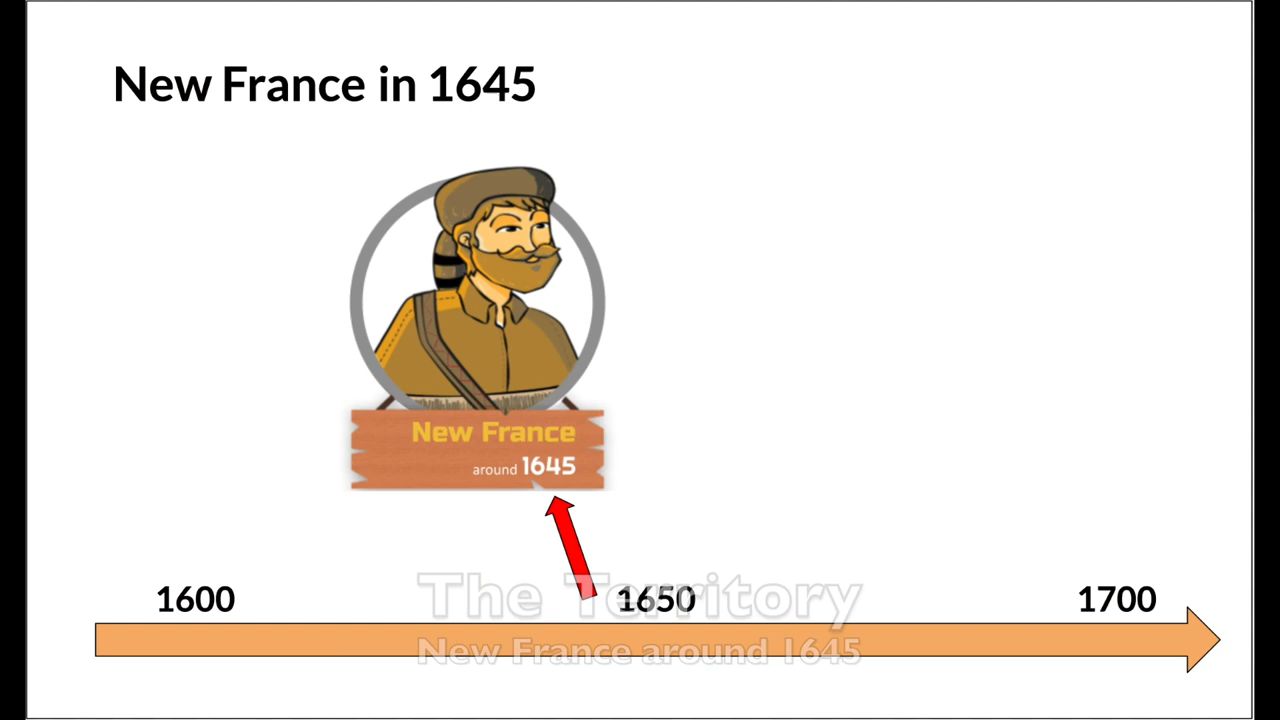 New France in 1645
New France
around 1645
1600 1650 1700
The Territory
New France around 1645